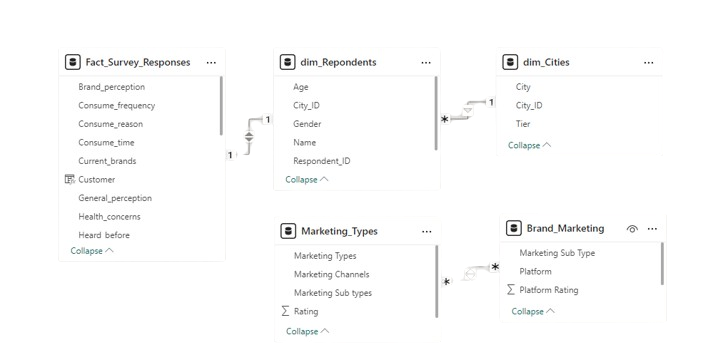 Fact_Survey_Responses ...
Brand_perception
Consume_frequency
Consume_reason
Consume_time
Current_brands
Customer
General_perception
Health_concerns
Heard before
Collapse
1
1
dim_Repondents ...
Age
City_ID
Gender
Name
Respondent_ID
Collapse
*
1
dim_Cities ...
City
City_ID
Tier
Collapse
Marketing_Types ...
Marketing Types
Marketing Channels
Marketing Sub types
Σ Rating
Collapse
*
*
Brand_Marketing ...
Marketing Sub Type
Platform
Σ Platform Rating
Collapse